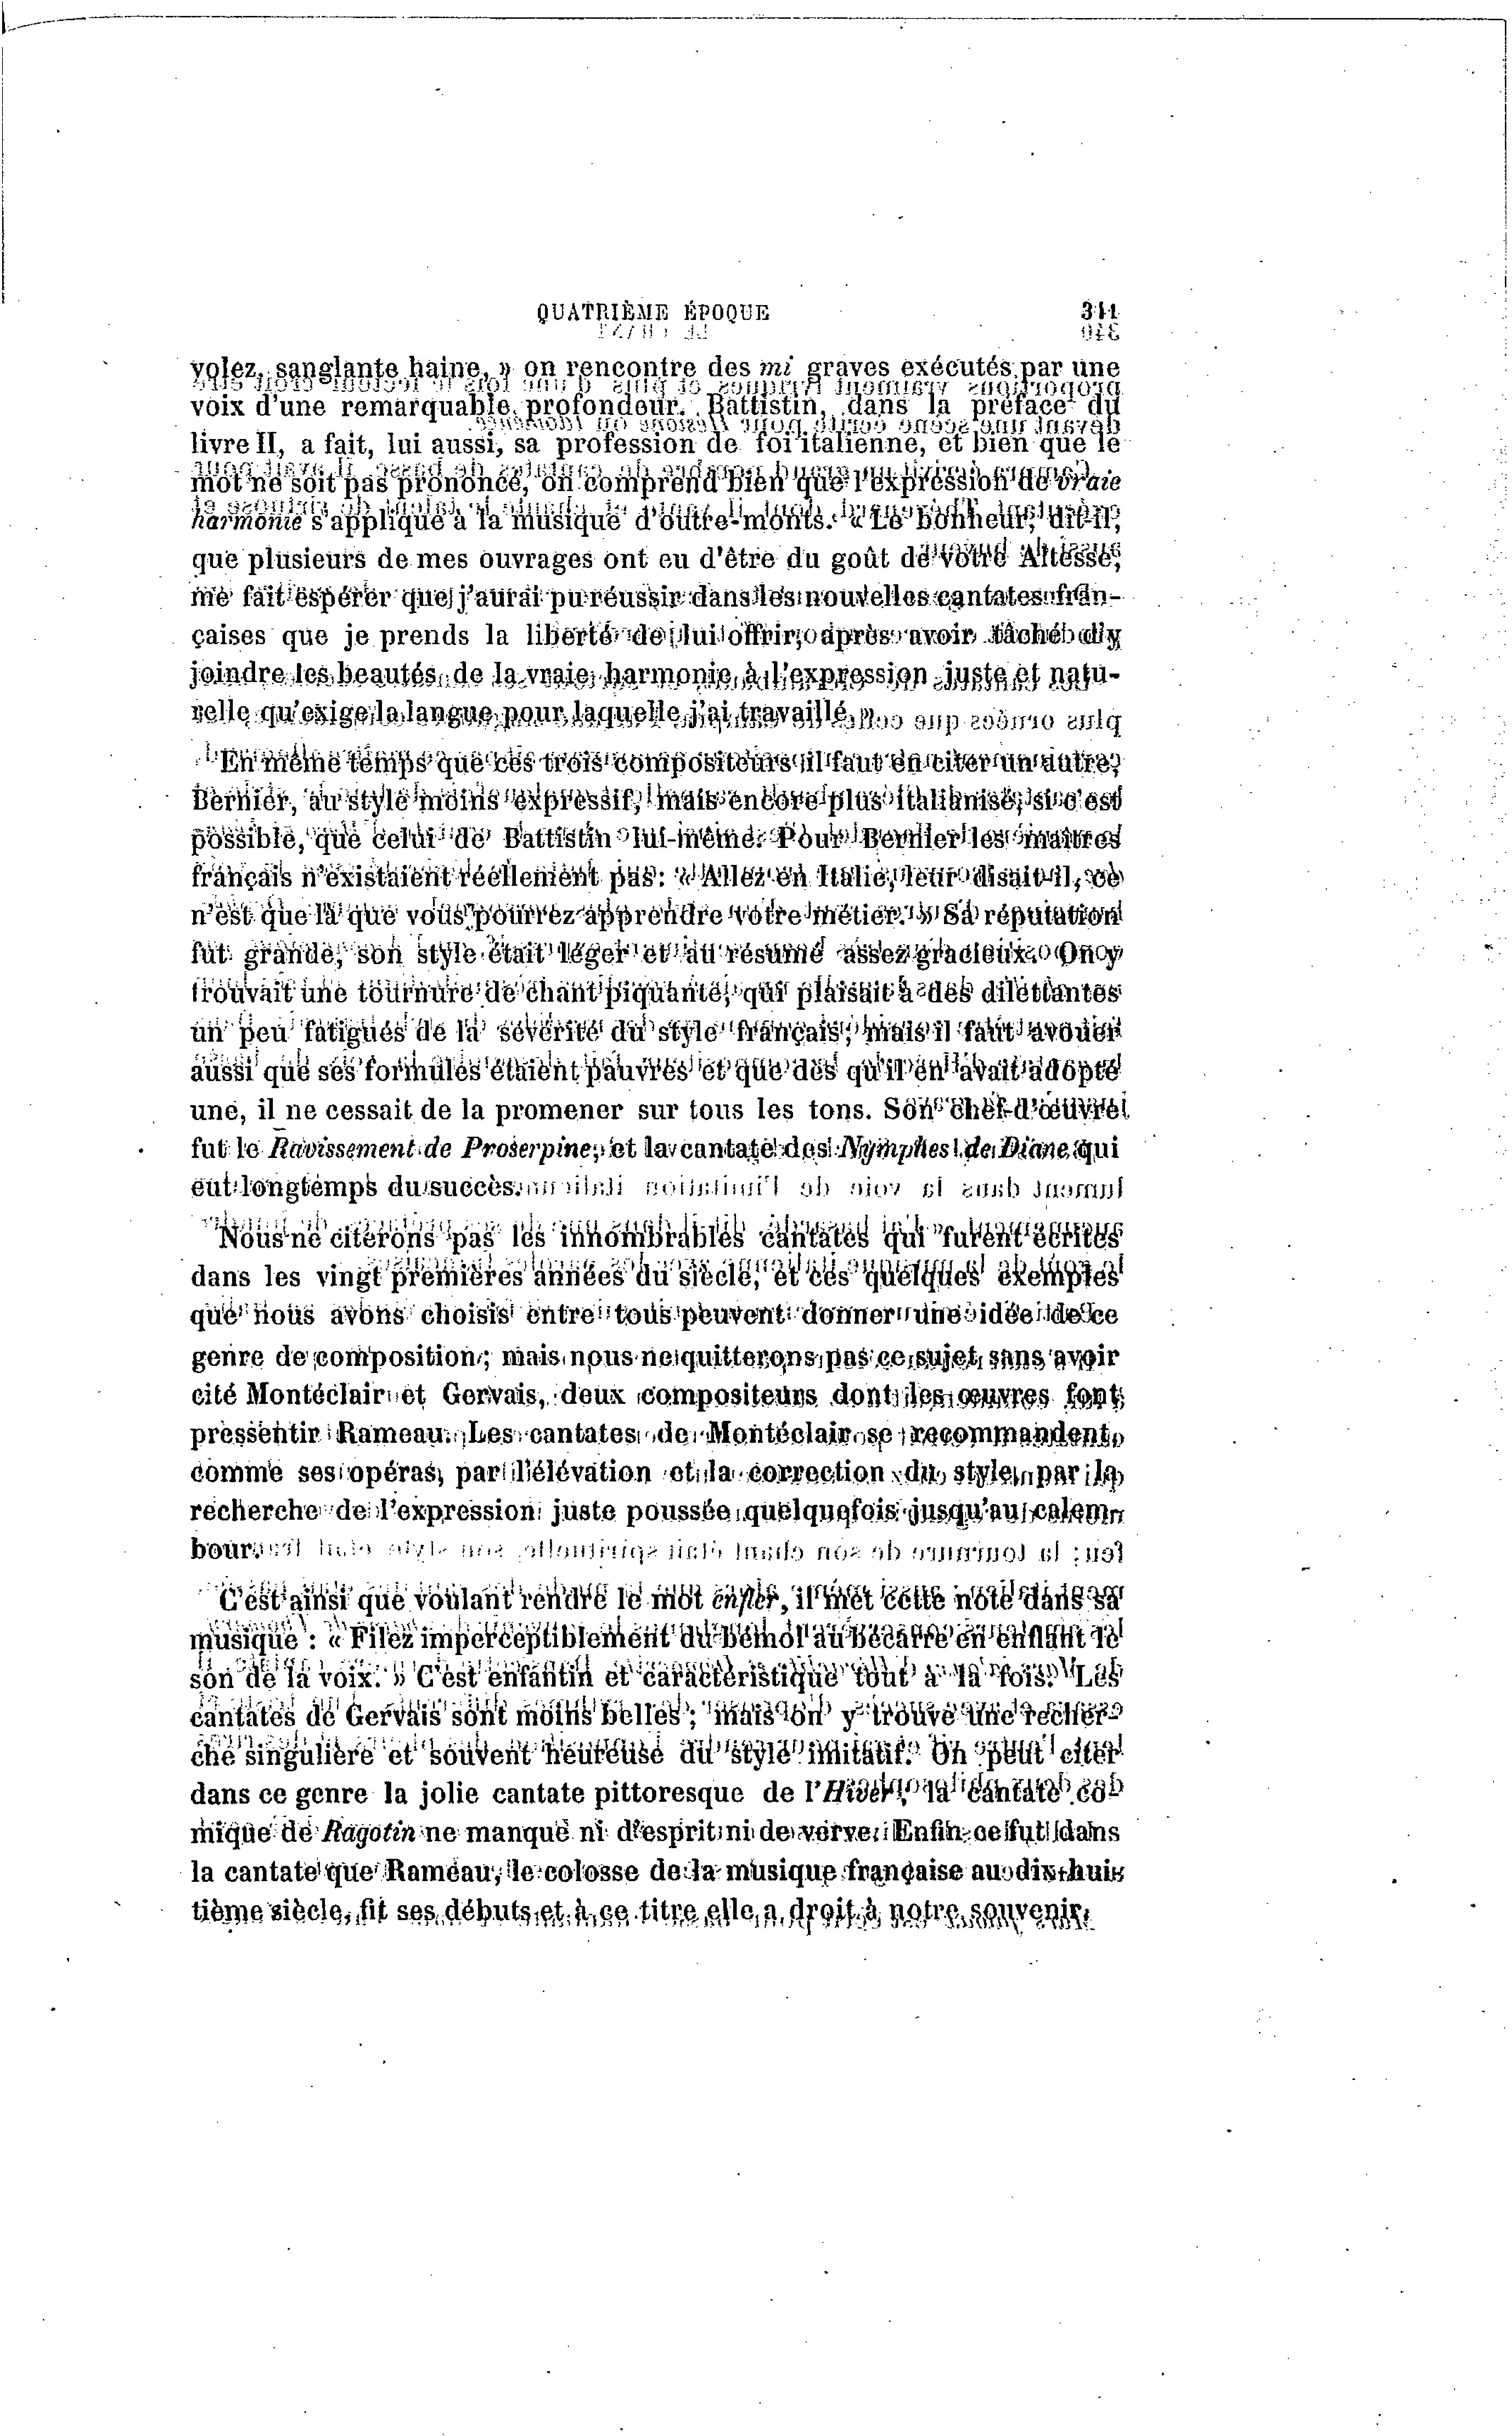 QUATRIÈME ÉPOQUE 311
volez, sanglante haine, » on rencontre des mi graves exécutés par une
voix d'une remarquable profondeur. Battistin, dans la préface du
livre II, a fait, lui aussi, sa profession de foi italienne, et bien que le
mot ne soit pas prononcé, on comprend bien que l'expression de vraie
harmonie s'applique à la musique d'outre-monts. « Le bonheur, dit-il,
que plusieurs de mes ouvrages ont eu d'être du goût de votre Altesse,
me fait espérer que j'aurai pu réussir dans les nouvelles cantates fran-
çaises que je prends la liberté de lui offrir, après avoir tâché d'y
joindre les beautés de la vraie harmonie, à l'expression juste et natu-
relle qu'exige la langue pour laquelle j'ai travaillé. »
En même temps que ces trois compositeurs il faut en citer un autre,
Bernier, au style moins expressif, mais encore plus italianisé, si c'est
possible, que celui de Battistin lui-même. Pour Bernier les maîtres
français n'existaient réellement pas : « Allez en Italie, leur disait-il, ce
n'est que là que vous pourrez apprendre votre métier. » Sa réputation
fut grande, son style était léger et au résumé assez gracieux. On y
trouvait une tournure de chant piquante, qui plaisait à des dilettantes
un peu fatigués de la sévérité du style français; mais il faut avouer
aussi que ses formules étaient pauvres et que dès qu'il en avait adopté
une, il ne cessait de la promener sur tous les tons. Son chef-d'œuvre
fut le Ravissement de Proserpine, et la cantate des Nymphes de Diane qui
eut longtemps du succès.
Nous ne citerons pas les innombrables cantates qui furent écrites
dans les vingt premières années du siècle, et ces quelques exemples
que nous avons choisis entre tous peuvent donner une idée de ce
genre de composition; mais nous ne quitterons pas ce sujet, sans avoir
cité Montéclair et Gervais, deux compositeurs dont les œuvres font
pressentir Rameau. Les cantates de Montéclair se recommandent,
comme ses opéras, par l'élévation et la correction du style, par la
recherche de l'expression juste poussée quelquefois jusqu'au calem-
bour.
C'est ainsi que voulant rendre le mot enfler, il met cette note dans sa
musique : « Filez imperceptiblement du bémol au bécarre en enflant le
son de la voix. » C'est enfantin et caractéristique tout à la fois. Les
cantates de Gervais sont moins belles; mais on y trouve une recher-
che singulière et souvent heureuse du style imitatif. On peut citer
dans ce genre la jolie cantate pittoresque de l'Hiver; la cantate co-
mique de Ragotin ne manque ni d'esprit ni de verve. Enfin ce fut dans
la cantate que Rameau, le colosse de la musique française au dix-hui-
tième siècle, fit ses débuts, et, à ce titre elle a droit à notre souvenir.